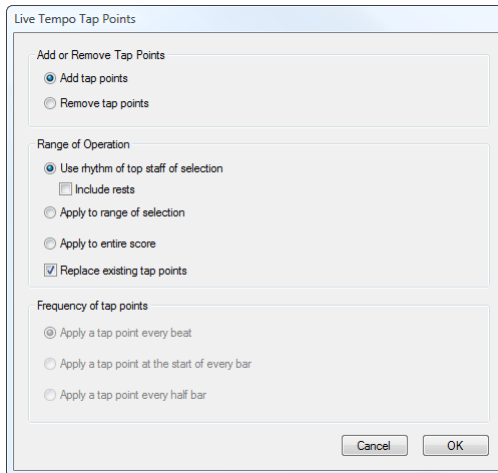 Live Tempo Tap Points
Add or Remove Tap Points
Add tap points
Remove tap points
Range of Operation
Use rhythm of top staff of selection
Include rests
Apply to range of selection
Apply to entire score
Replace existing tap points
Frequency of tap points
Apply a tap point every beat
Apply a tap point at the start of every bar
Apply a tap point every half bar
Cancel OK